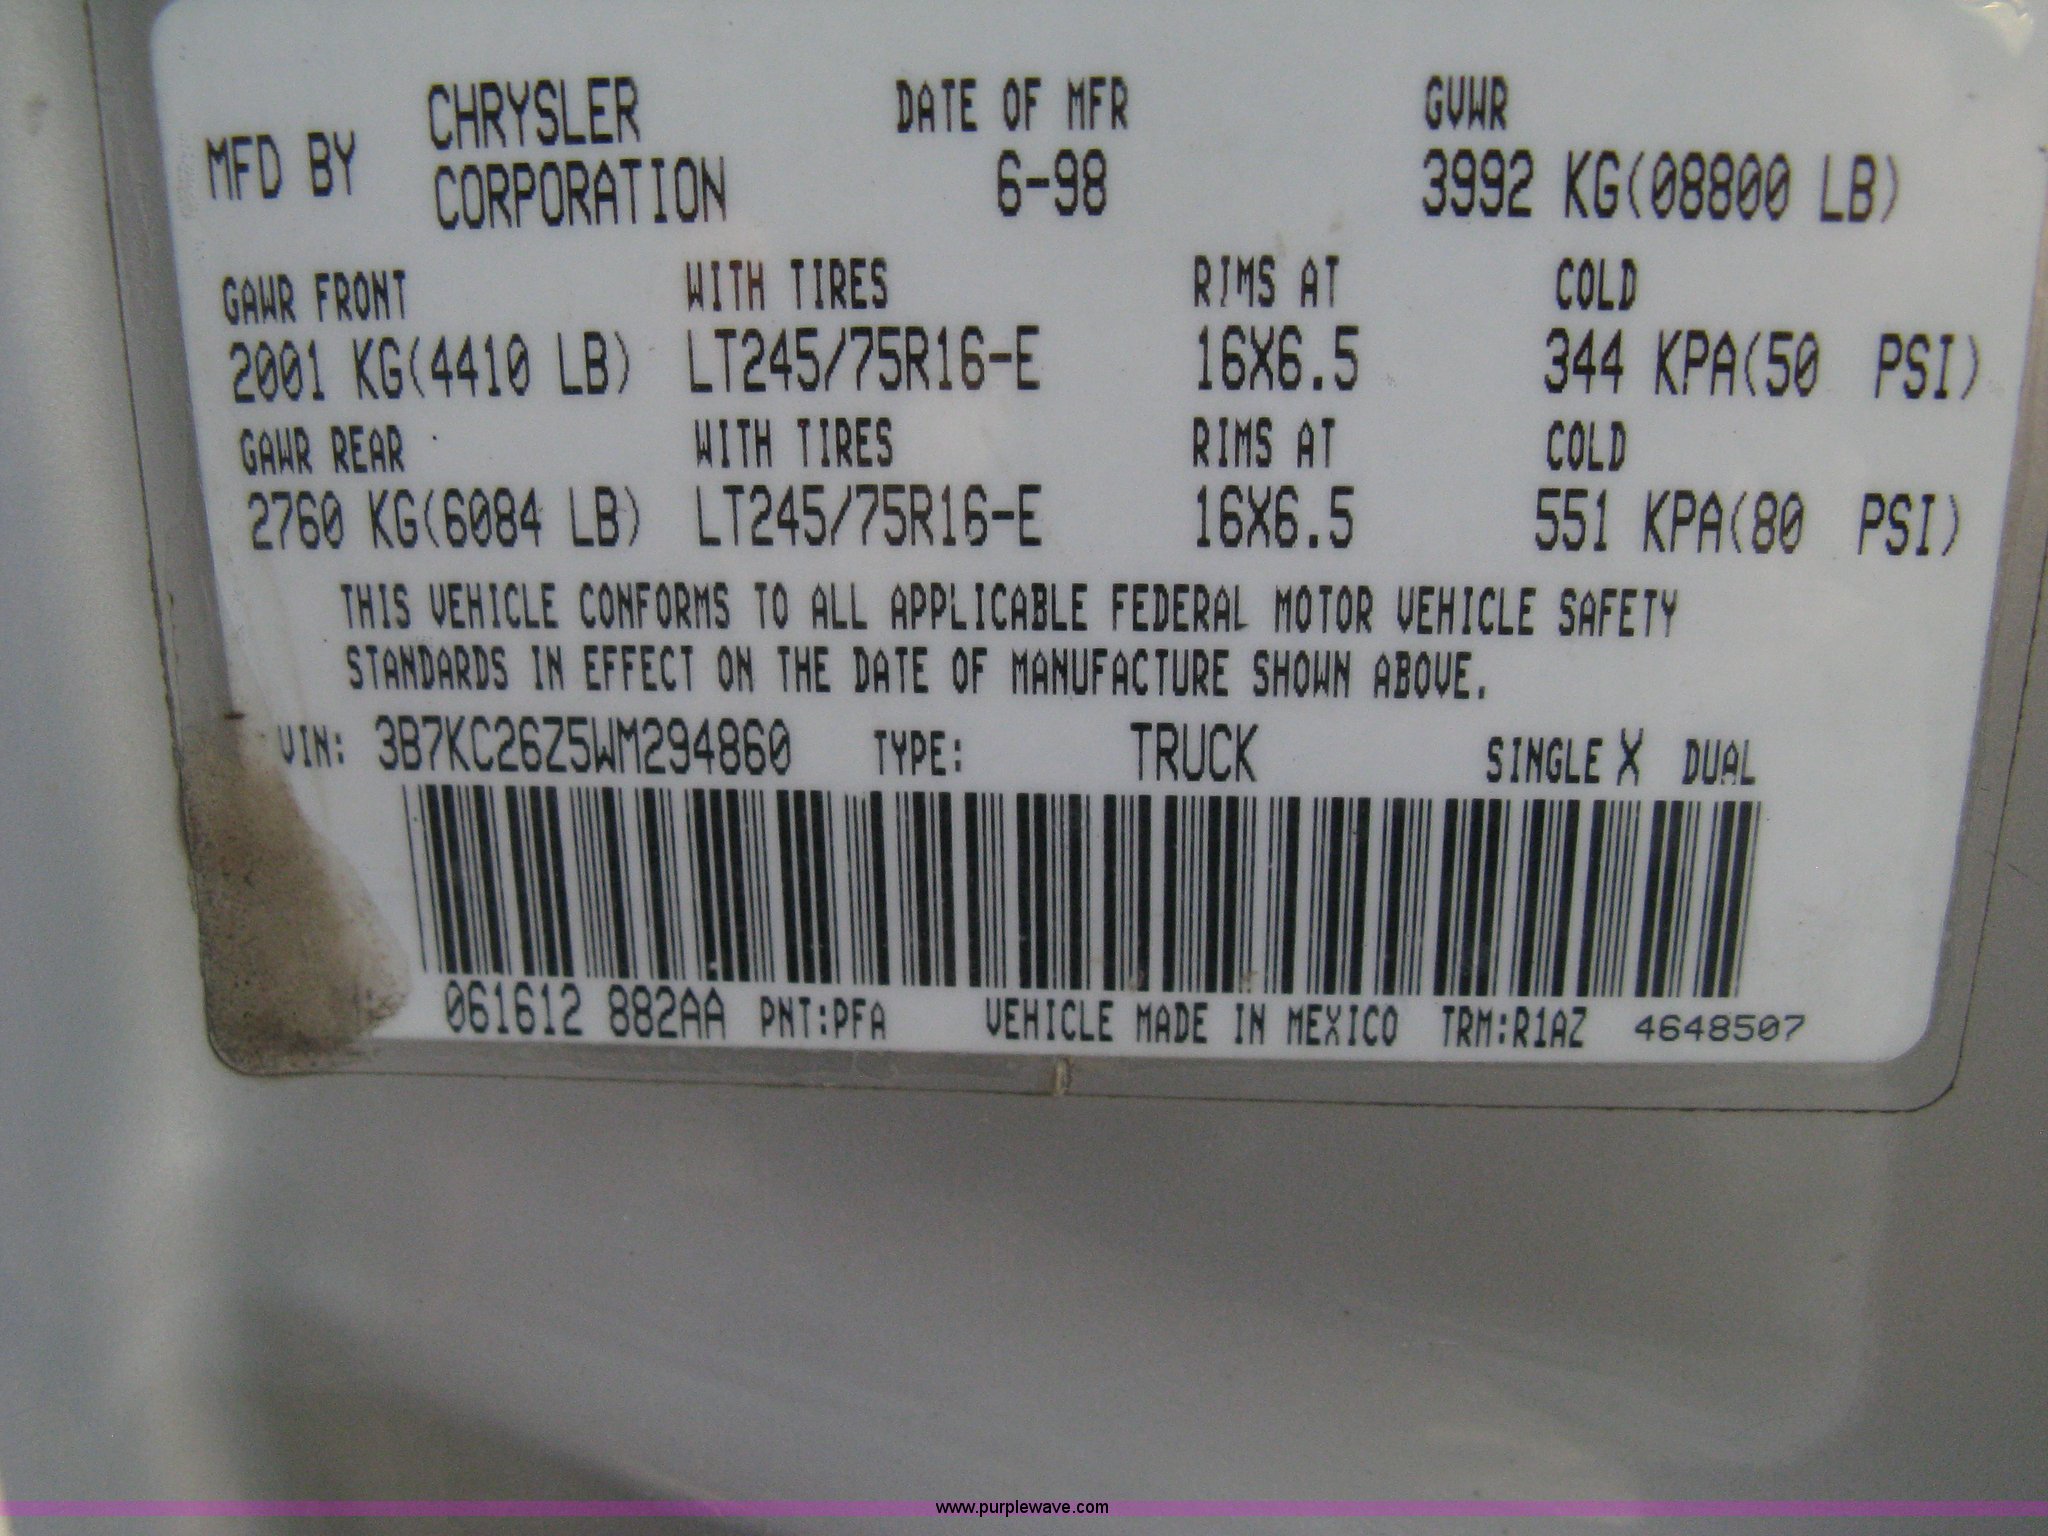 MFD BY CHRYSLER CORPORATION DATE OF MFR 6-98 GVWR 3992 KG(08800 LB)
GAWR FRONT WITH TIRES RIMS AT COLD
2001 KG(4410 LB) LT245/75R16-E 16X6.5 344 KPA(50 PSI)
GAWR REAR WITH TIRES RIMS AT COLD
2760 KG(6084 LB) LT245/75R16-E 16X6.5 551 KPA(80 PSI)
THIS VEHICLE CONFORMS TO ALL APPLICABLE FEDERAL MOTOR VEHICLE SAFETY
STANDARDS IN EFFECT ON THE DATE OF MANUFACTURE SHOWN ABOVE.
VIN: 3B7KC26Z5WM294860 TYPE: TRUCK SINGLE X DUAL
061612 882AA PNT:PFA VEHICLE MADE IN MEXICO TRM:R1AZ 4648507
www.purplewave.com